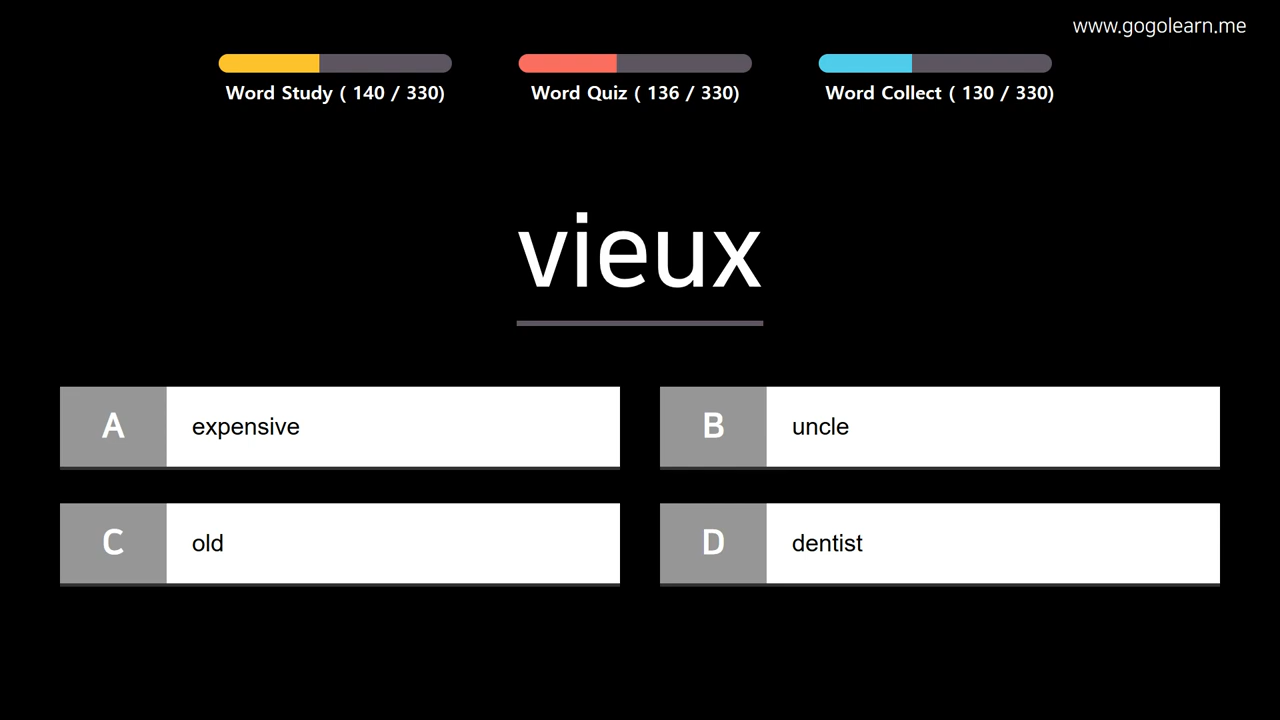 www.gogolearn.me
Word Study ( 140 / 330)
Word Quiz ( 136 / 330)
Word Collect ( 130 / 330)
vieux
A expensive
B uncle
C old
D dentist